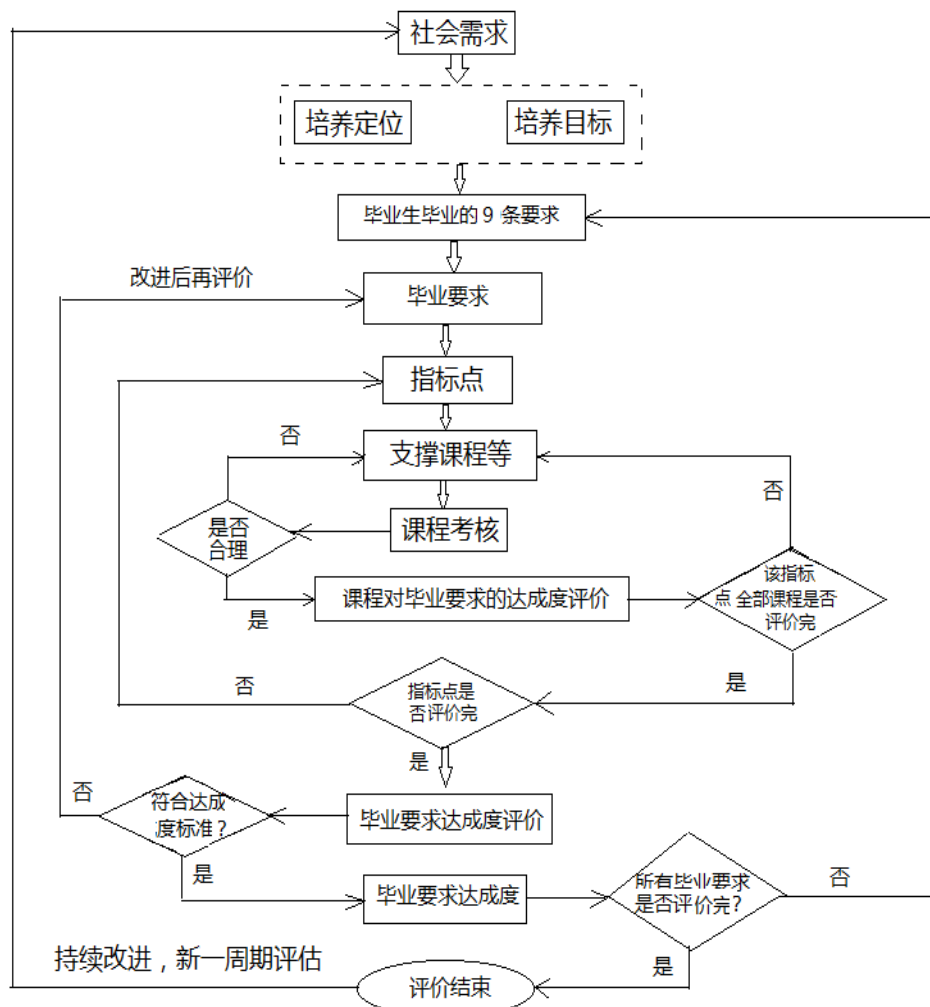 社会需求
培养定位
培养目标
毕业生毕业的9条要求
改进后再评价
毕业要求
指标点
否
支撑课程等
否
是否
合理
课程考核
是
课程对毕业要求的达成度评价
该指标
点全部课程是否
评价完
否
指标点是
否评价完
是
是
否
符合达成
度标准？
毕业要求达成度评价
是
毕业要求达成度
所有毕业要求
是否评价完?
否
持续改进，新一周期评估
评价结束
是